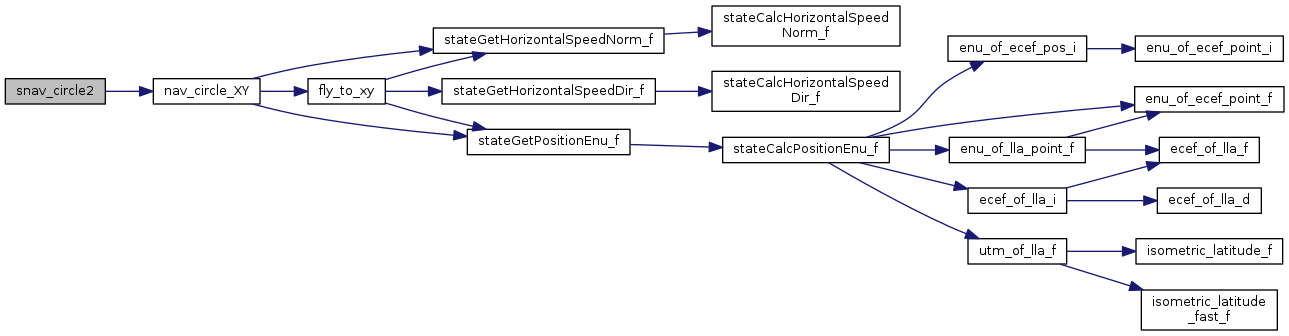 snav_circle2
nav_circle_XY
stateGetHorizontalSpeedNorm_f
fly_to_xy
stateGetHorizontalSpeedDir_f
stateGetPositionEnu_f
stateCalcHorizontalSpeed
Norm_f
stateCalcHorizontalSpeed
Dir_f
stateCalcPositionEnu_f
enu_of_ecef_pos_i
enu_of_ecef_point_i
enu_of_ecef_point_f
enu_of_lla_point_f
ecef_of_lla_f
ecef_of_lla_i
ecef_of_lla_d
utm_of_lla_f
isometric_latitude_f
isometric_latitude
_fast_f